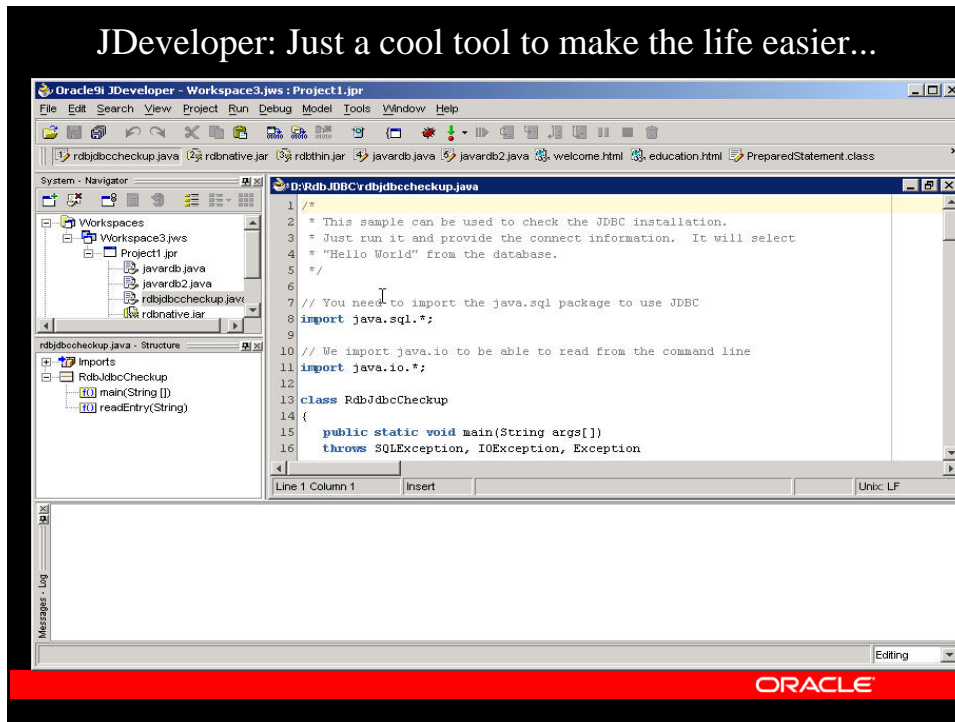 JDeveloper: Just a cool tool to make the life easier...
Oracle9i JDeveloper - Workspace3.jws : Project1.jpr
File Edit Search View Project Run Debug Model Tools Window Help
rdbjdbccheckup.java rdbnative.jar rdbthin.jar javardb.java javardb2.java welcome.html education.html PreparedStatement.class
System - Navigator
Workspaces
Workspace3.jws
Project1.jpr
javardb.java
javardb2.java
rdbjdbccheckup.java
rdbnative.jar
rdbjdbccheckup.java - Structure
Imports
RdbJdbcCheckup
main(String [])
readEntry(String)
D:\RdbJDBC\rdbjdbccheckup.java
1 /*
2 * This sample can be used to check the JDBC installation.
3 * Just run it and provide the connect information. It will select
4 * "Hello World" from the database.
5 */
6
7 // You need to import the java.sql package to use JDBC
8 import java.sql.*;
9
10 // We import java.io to be able to read from the command line
11 import java.io.*;
12
13 class RdbJdbcCheckup
14 {
15 public static void main(String args[])
16 throws SQLException, IOException, Exception
Line 1 Column 1 Insert Unix: LF
Messages - Log
Editing
ORACLE